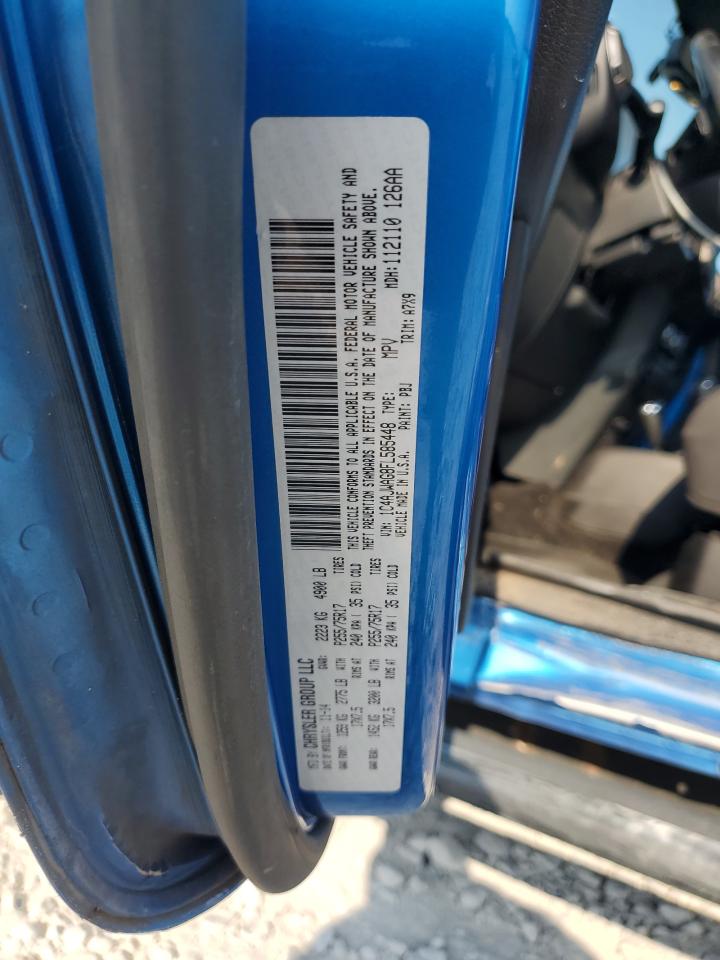 MFD BY: CHRYSLER GROUP LLC
DATE OF MFR: 11-14 GVWR: 2223 KG 4900 LB
GAWR FRONT: 1259 KG 2775 LB WITH P255/75R17 TIRES
17X7.5 RIMS AT 240 KPA ( 35 PSI) COLD
GAWR REAR: 1452 KG 3200 LB WITH P255/75R17 TIRES
17X7.5 RIMS AT 240 KPA ( 35 PSI) COLD
THIS VEHICLE CONFORMS TO ALL APPLICABLE U.S.A. FEDERAL MOTOR VEHICLE SAFETY AND
THEFT PREVENTION STANDARDS IN EFFECT ON THE DATE OF MANUFACTURE SHOWN ABOVE.
VIN: 1C4AJWAG8FL585448 TYPE: MPV MDH: 112110 126AA
VEHICLE MADE IN U.S.A. PAINT: PBJ TRIM: A7X9